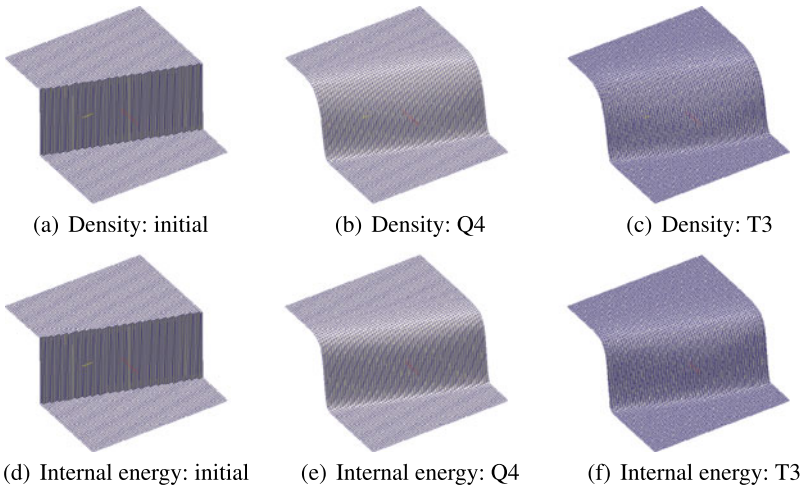 (a) Density: initial
(b) Density: Q4
(c) Density: T3
(d) Internal energy: initial
(e) Internal energy: Q4
(f) Internal energy: T3